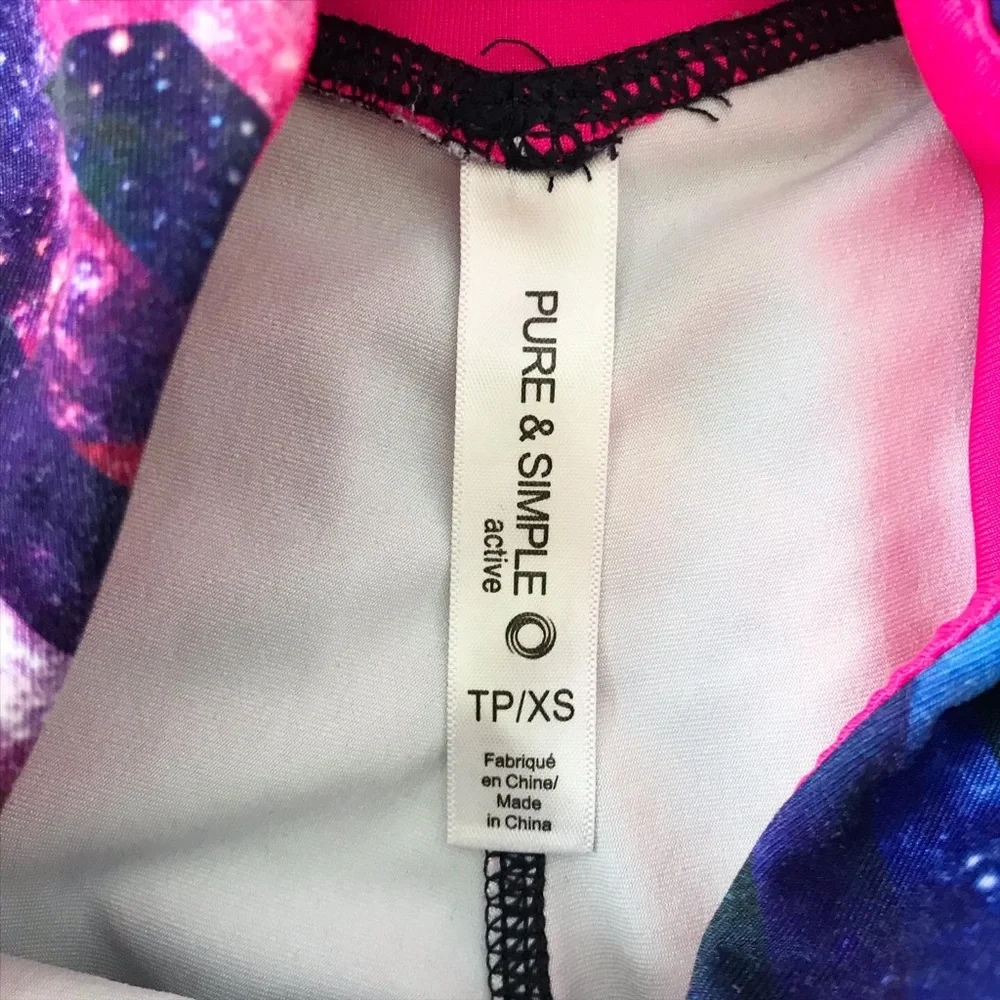 PURE & SIMPLE
active
TP/XS
Fabriqué
en Chine/
Made
in China